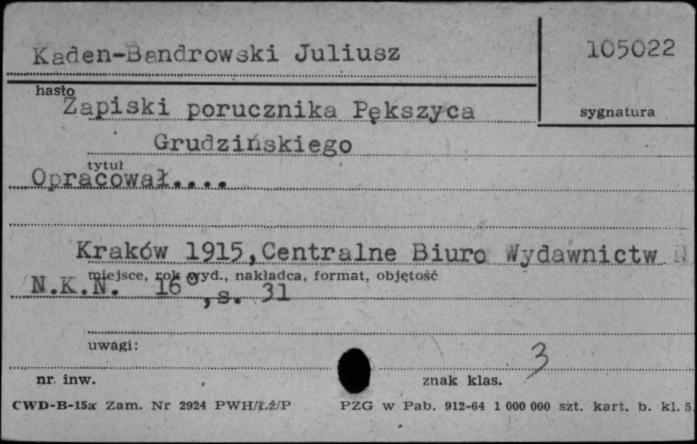 Kaden-Bandrowski Juliusz
105022
hasło
Zapiski porucznika Pększyca
sygnatura
Grudzińskiego
tytuł
Opracował....
Kraków 1915,Centralne Biuro Wydawnictw N
miejsce, rok wyd., nakładca, format, objętość
N.K.N. 16°,s. 31
uwagi:
3
nr. inw.
znak klas.
CWD-B-15a Zam. Nr 2924 PWH/Łź/P PZG w Pab. 912-64 1 000 000 szt. kart. b. kl. 5.